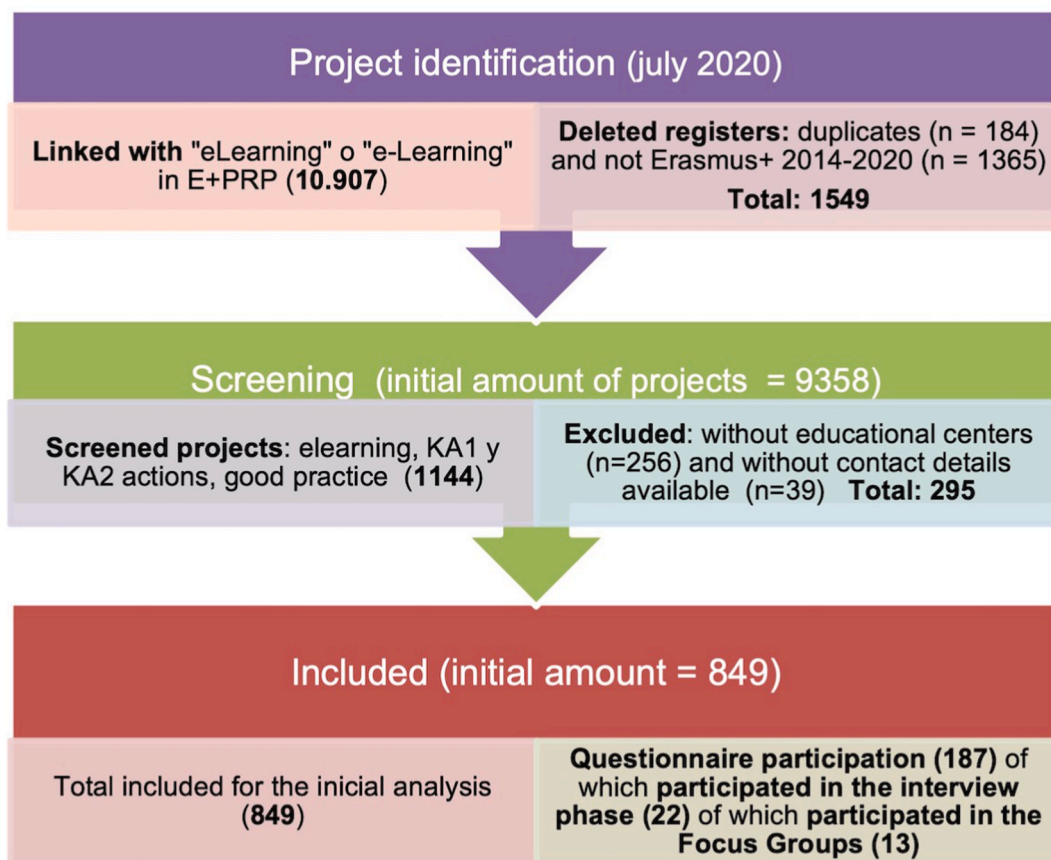 Project identification (july 2020)
Linked with "eLearning" o "e-Learning"
in E+PRP (10.907)
Deleted registers: duplicates (n = 184)
and not Erasmus+ 2014-2020 (n = 1365)
Total: 1549
Screening (initial amount of projects = 9358)
Screened projects: elearning, KA1 y
KA2 actions, good practice (1144)
Excluded: without educational centers
(n=256) and without contact details
available (n=39) Total: 295
Included (initial amount = 849)
Total included for the inicial analysis
(849)
Questionnaire participation (187) of
which participated in the interview
phase (22) of which participated in the
Focus Groups (13)